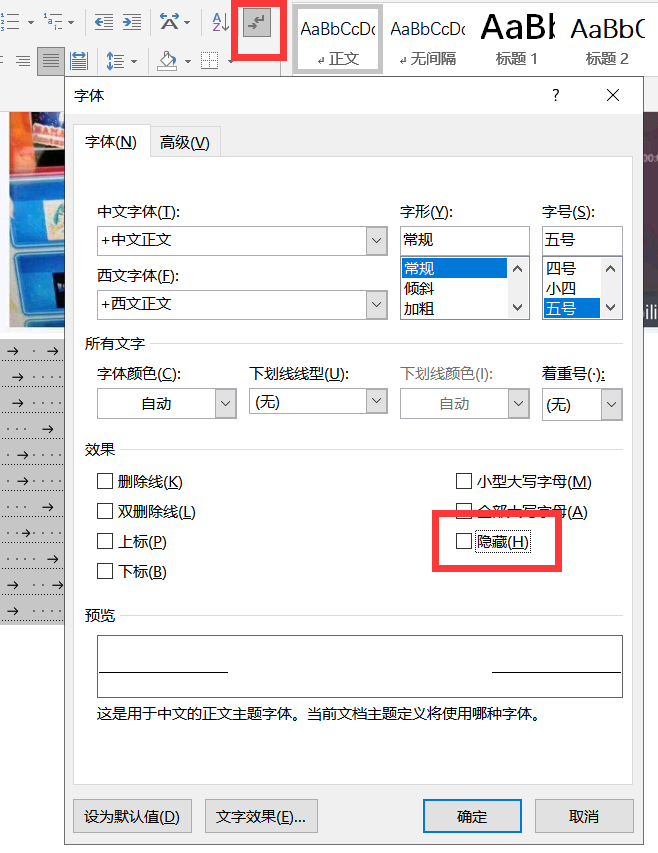 AaBbCcDc AaBbCcDc AaBb AaBbC
↵ 正文 ↵ 无间隔 标题 1 标题 2
字体 ?
字体(N) 高级(V)
中文字体(T): 字形(Y): 字号(S):
+中文正文 常规 五号
常规 四号
西文字体(F): 倾斜 小四
+西文正文 加粗 五号
所有文字
字体颜色(C): 下划线线型(U): 下划线颜色(I): 着重号(·):
自动 (无) 自动 (无)
效果
删除线(K) 小型大写字母(M)
双删除线(L) 全部大写字母(A)
上标(P) 隐藏(H)
下标(B)
预览
这是用于中文的正文主题字体。当前文档主题定义将使用哪种字体。
设为默认值(D) 文字效果(E)... 确定 取消